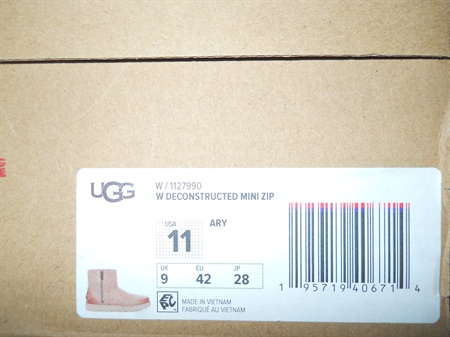 UGG
W / 1127990
W DECONSTRUCTED MINI ZIP
USA
11
ARY
UK EU JP
9 42 28
MADE IN VIETNAM
FABRIQUÉ AU VIETNAM
1 95719 40671 4